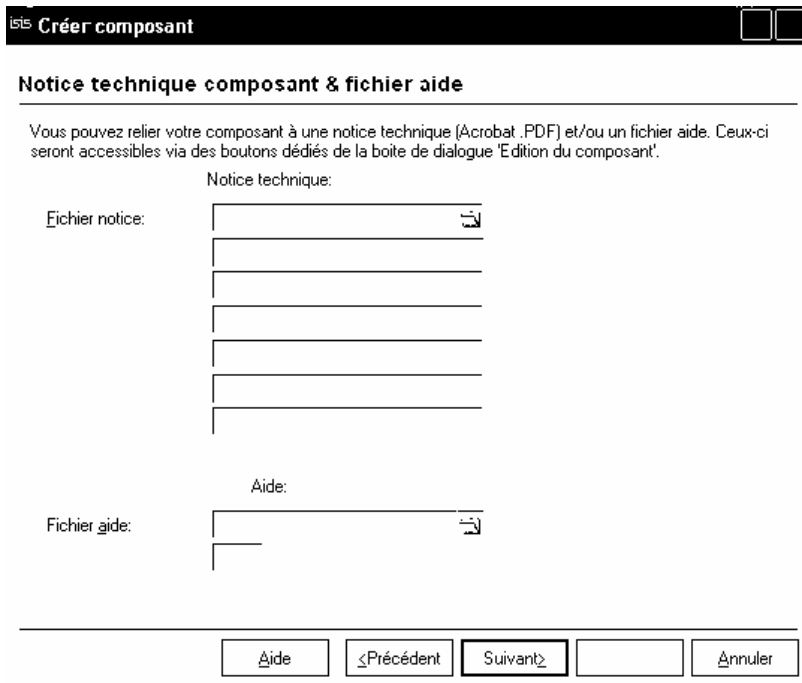 isis Créer composant
Notice technique composant & fichier aide
Vous pouvez relier votre composant à une notice technique (Acrobat .PDF) et/ou un fichier aide. Ceux-ci
seront accessibles via des boutons dédiés de la boite de dialogue 'Edition du composant'.
Notice technique:
Fichier notice:
Aide:
Fichier aide:
Aide <Précédent Suivant> Annuler